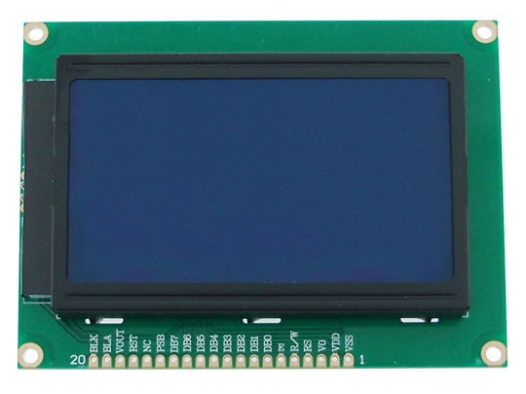 BLK
BLA
VOUT
RST
NC
PSB
DB7
DB6
DB5
DB4
DB3
DB2
DB1
DB0
E
R/W
RS
V0
VDD
VSS
20
1